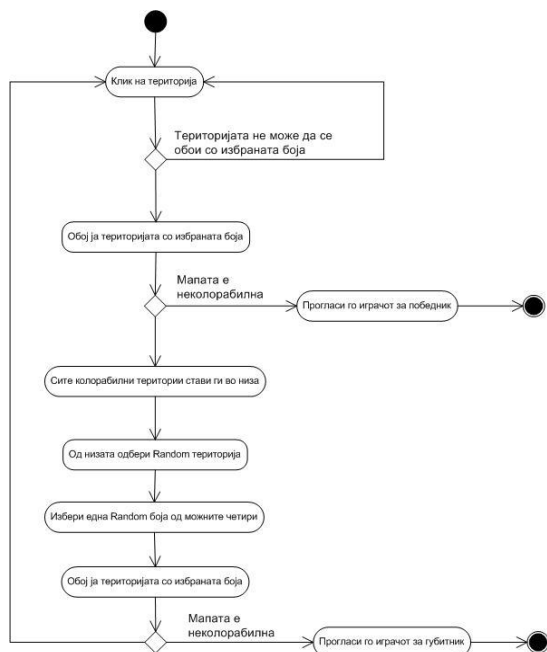 Клик на територија
Територијата не може да се
обои со избраната боја
Обој ја територијата со избраната боја
Мапата е
неколорабилна
Прогласи го играчот за победник
Сите колорабилни територии стави ги во низа
Од низата одбери Random територија
Избери една Random боја од можните четири
Обој ја територијата со избраната боја
Мапата е
неколорабилна
Прогласи го играчот за губитник